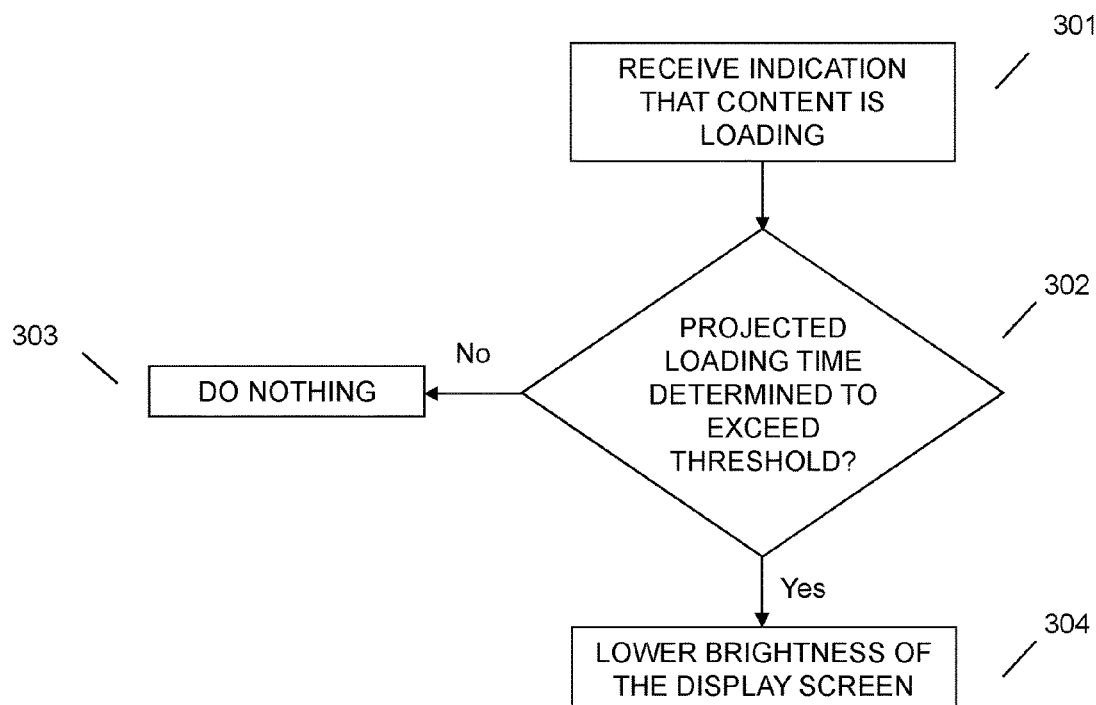 301
RECEIVE INDICATION
THAT CONTENT IS
LOADING
302
PROJECTED
LOADING TIME
DETERMINED TO
EXCEED
THRESHOLD?
303
No
DO NOTHING
Yes
304
LOWER BRIGHTNESS OF
THE DISPLAY SCREEN